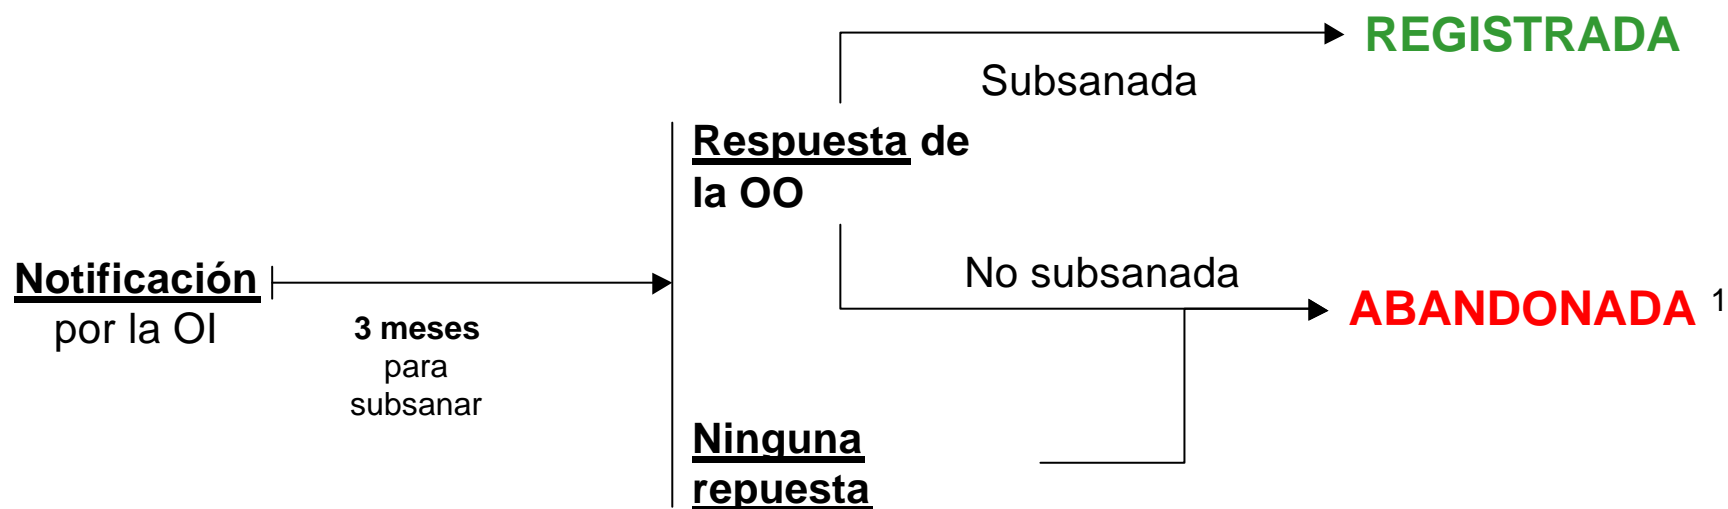 REGISTRADA
Subsanada
Respuesta de
la OO
Notificación
por la OI
3 meses
para
subsanar
No subsanada
ABANDONADA 1
Ninguna
repuesta